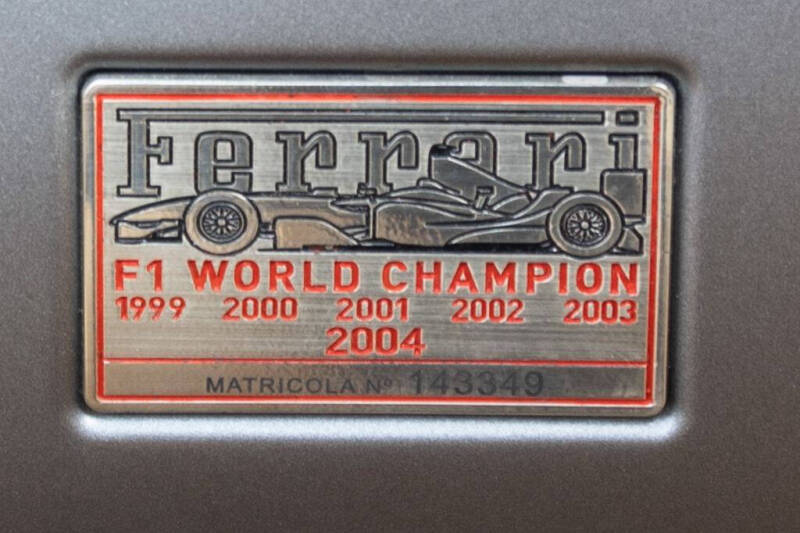 Ferrari
F1 WORLD CHAMPION
1999 2000 2001 2002 2003
2004
MATRICOLA Nº 143349